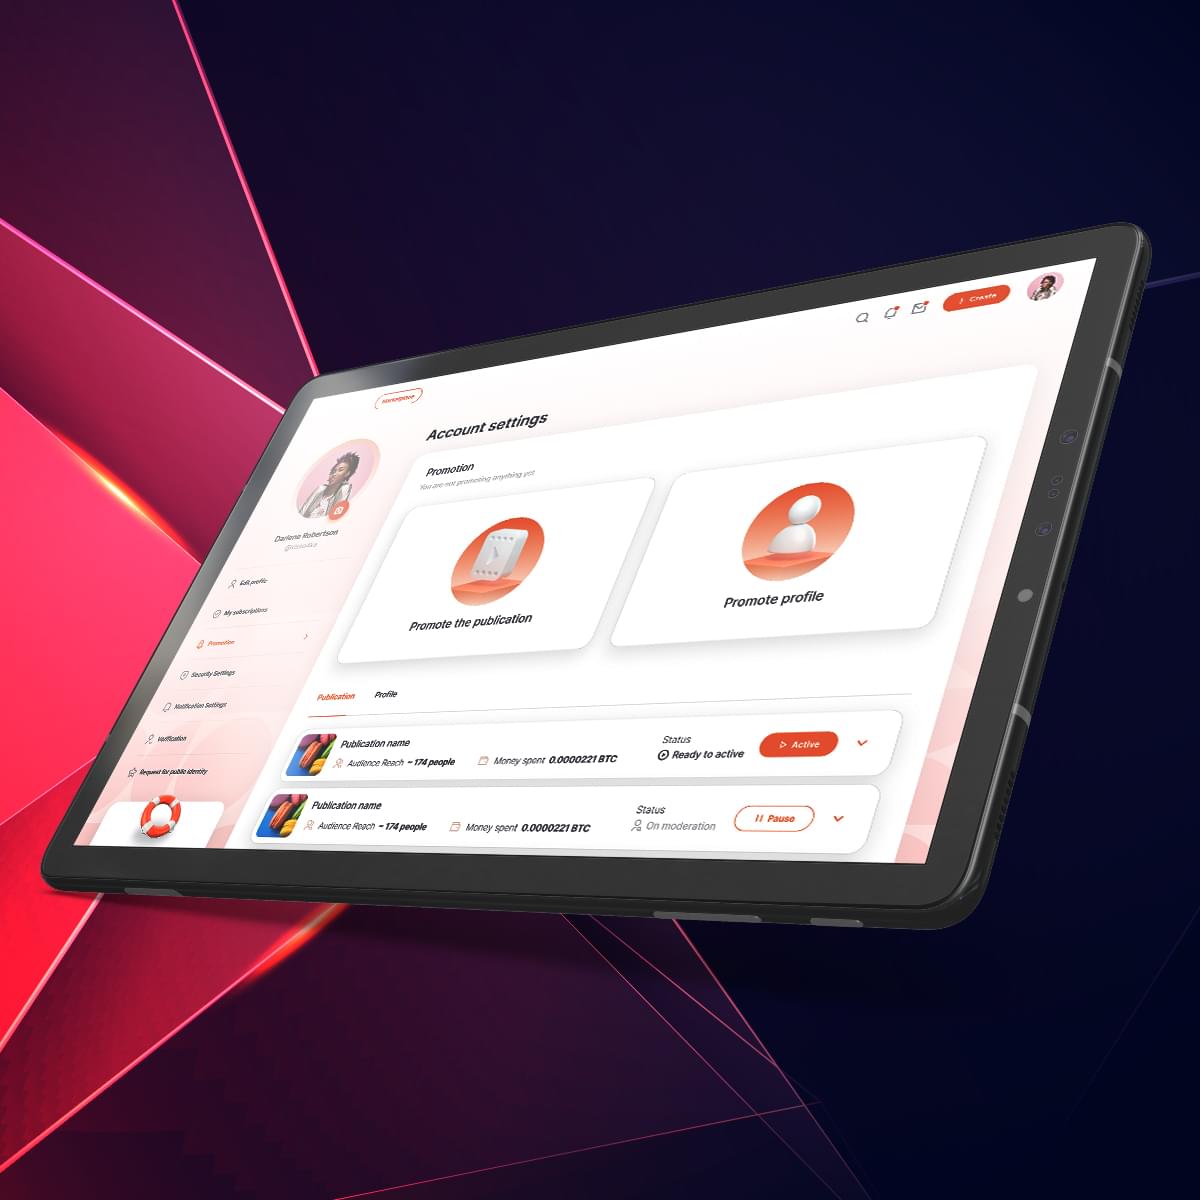 Create
Marketplace
Account settings
Promotion
You are not promoting anything yet
Darlene Robertson
Promote the publication
Promote profile
Edit profile
My subscriptions
Promotion
Security Settings
Notification Settings
Verification
Request for public identity
Publication
Profile
Publication name
Audience Reach ~ 174 people
Money spent 0.0000221 BTC
Status
Ready to active
Active
Publication name
Audience Reach ~ 174 people
Money spent 0.0000221 BTC
Status
On moderation
Pause